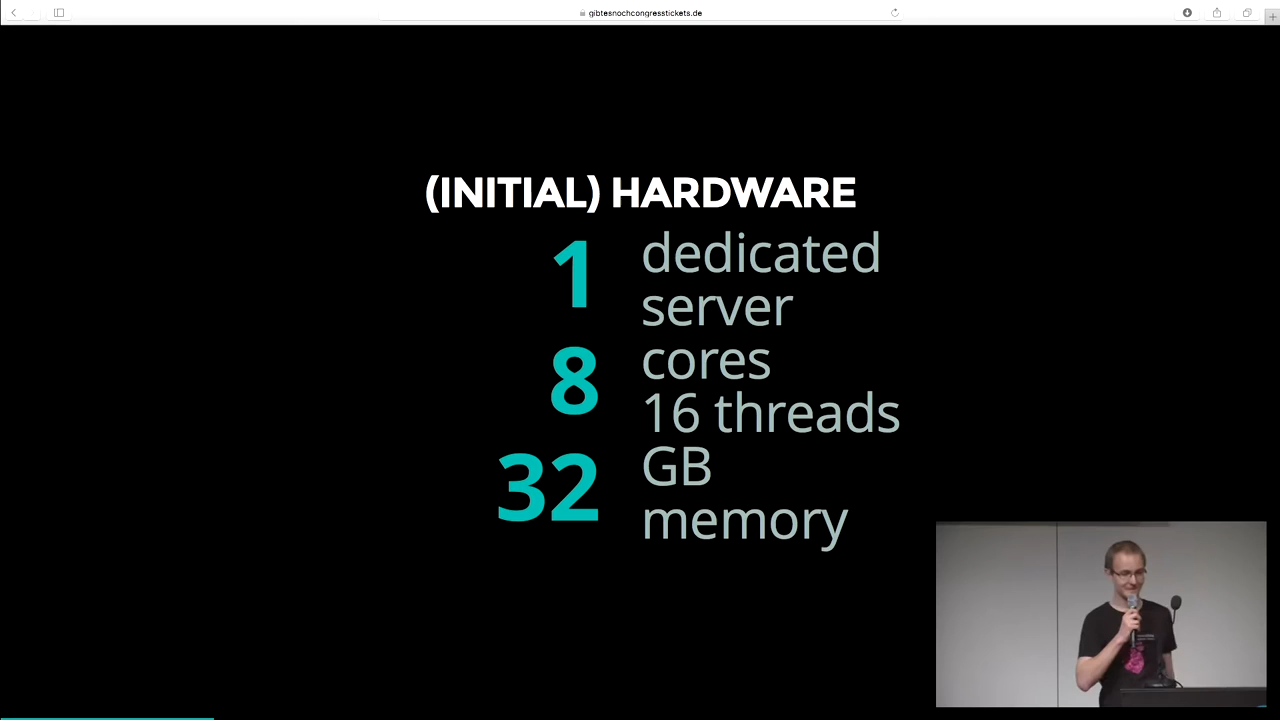 gibtesnochcongresstickets.de
(INITIAL) HARDWARE
1 dedicated
server
8 cores
16 threads
32 GB
memory